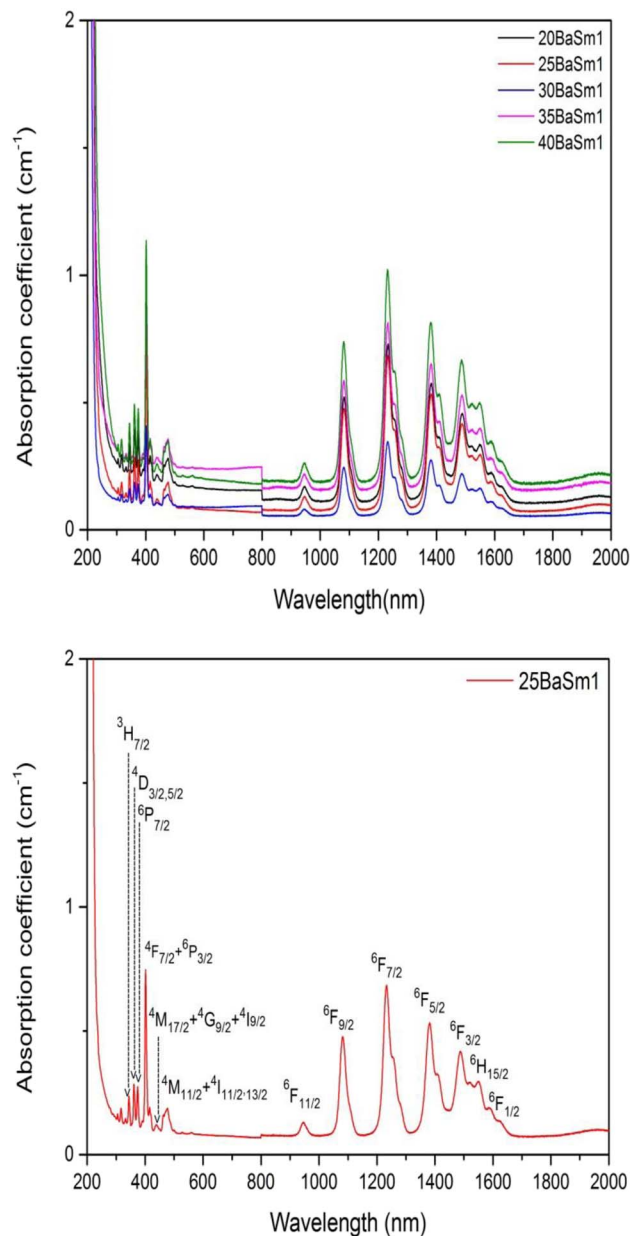 2
20BaSm1
25BaSm1
30BaSm1
35BaSm1
40BaSm1
1
0
Absorption coefficient (cm⁻¹)
200 400 600 800 1000 1200 1400 1600 1800 2000
Wavelength(nm)
2
25BaSm1
³H₇/₂
⁴D₃/₂,₅/₂
⁶P₇/₂
1
⁴F₇/₂+⁶P₃/₂
⁴M₁₇/₂+⁴G₉/₂+⁴I₉/₂
⁴M₁₁/₂+⁴I₁₁/₂·₁₃/₂
⁶F₁₁/₂
⁶F₉/₂
⁶F₇/₂
⁶F₅/₂
⁶F₃/₂
⁶H₁₅/₂
⁶F₁/₂
0
Absorption coefficient (cm⁻¹)
200 400 600 800 1000 1200 1400 1600 1800 2000
Wavelength (nm)